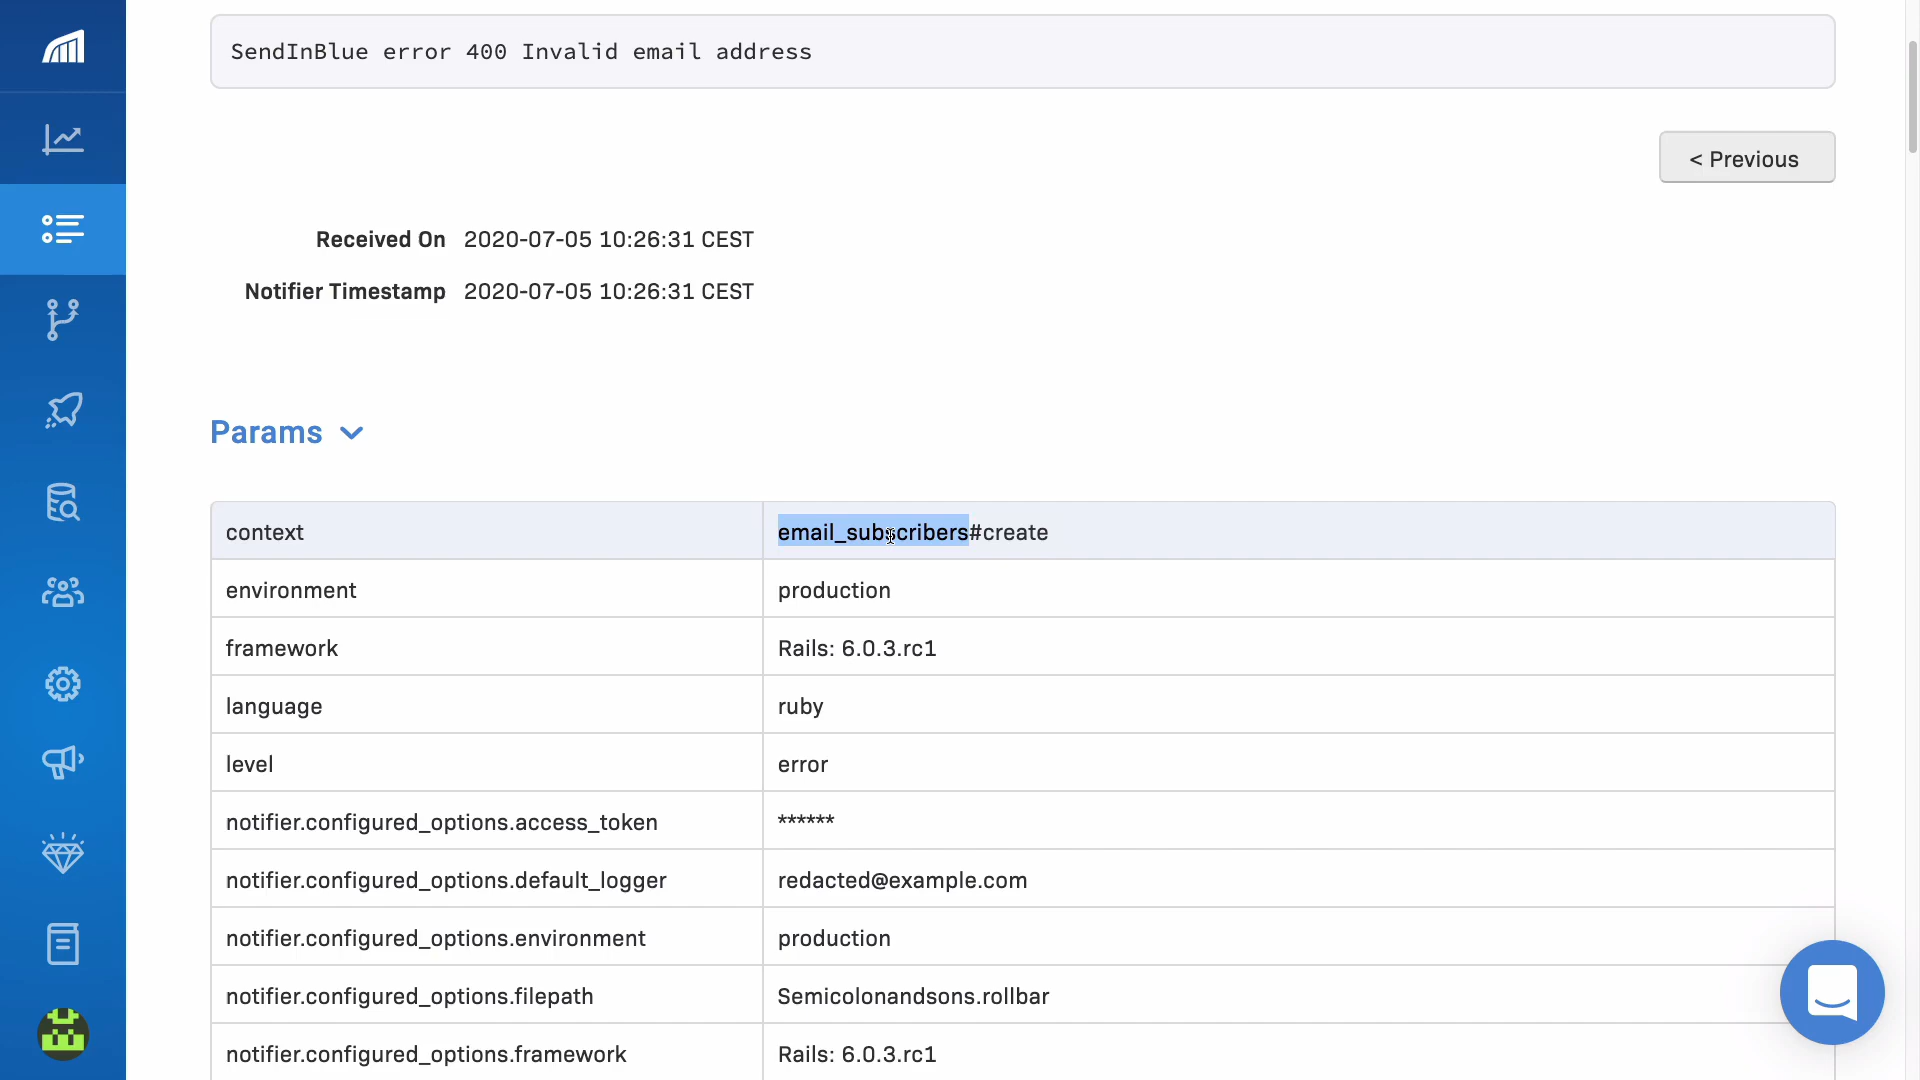 SendInBlue error 400 Invalid email address
< Previous
Received On 2020-07-05 10:26:31 CEST
Notifier Timestamp 2020-07-05 10:26:31 CEST
Params
context email_subscribers#create
environment production
framework Rails: 6.0.3.rc1
language ruby
level error
notifier.configured_options.access_token ******
notifier.configured_options.default_logger redacted@example.com
notifier.configured_options.environment production
notifier.configured_options.filepath Semicolonandsons.rollbar
notifier.configured_options.framework Rails: 6.0.3.rc1